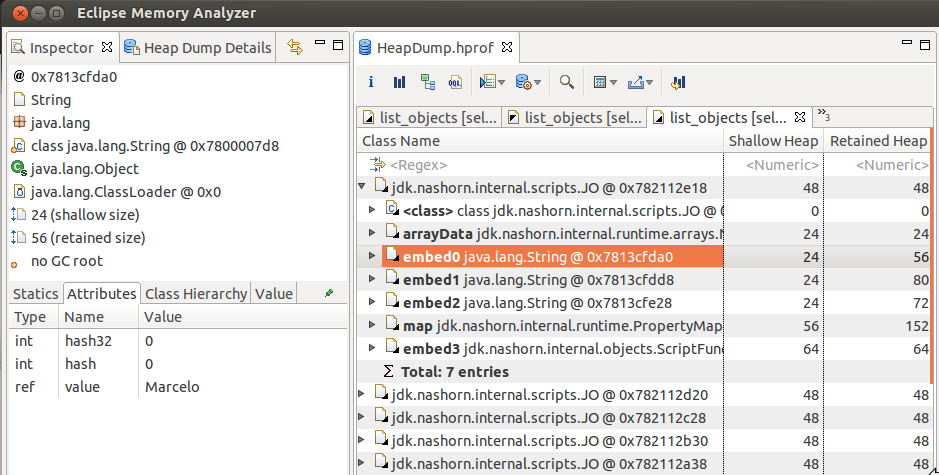 Eclipse Memory Analyzer
Inspector
Heap Dump Details
@ 0x7813cfda0
String
java.lang
class java.lang.String @ 0x7800007d8
java.lang.Object
java.lang.ClassLoader @ 0x0
24 (shallow size)
56 (retained size)
no GC root
Statics Attributes Class Hierarchy Value
Type Name Value
int hash32 0
int hash 0
ref value Marcelo
HeapDump.hprof
i OQL
list_objects [sel... list_objects [sel... list_objects [sel... »3
Class Name Shallow Heap Retained Heap
<Regex> <Numeric> <Numeric>
jdk.nashorn.internal.scripts.JO @ 0x782112e18 48 48
<class> class jdk.nashorn.internal.scripts.JO @ 0 0 0
arrayData jdk.nashorn.internal.runtime.arrays. 24 24
embed0 java.lang.String @ 0x7813cfda0 24 56
embed1 java.lang.String @ 0x7813cfdd8 24 80
embed2 java.lang.String @ 0x7813cfe28 24 72
map jdk.nashorn.internal.runtime.PropertyMap 56 152
embed3 jdk.nashorn.internal.objects.ScriptFun 64 64
Σ Total: 7 entries
jdk.nashorn.internal.scripts.JO @ 0x782112d20 48 48
jdk.nashorn.internal.scripts.JO @ 0x782112c28 48 48
jdk.nashorn.internal.scripts.JO @ 0x782112b30 48 48
jdk.nashorn.internal.scripts.JO @ 0x782112a38 48 48